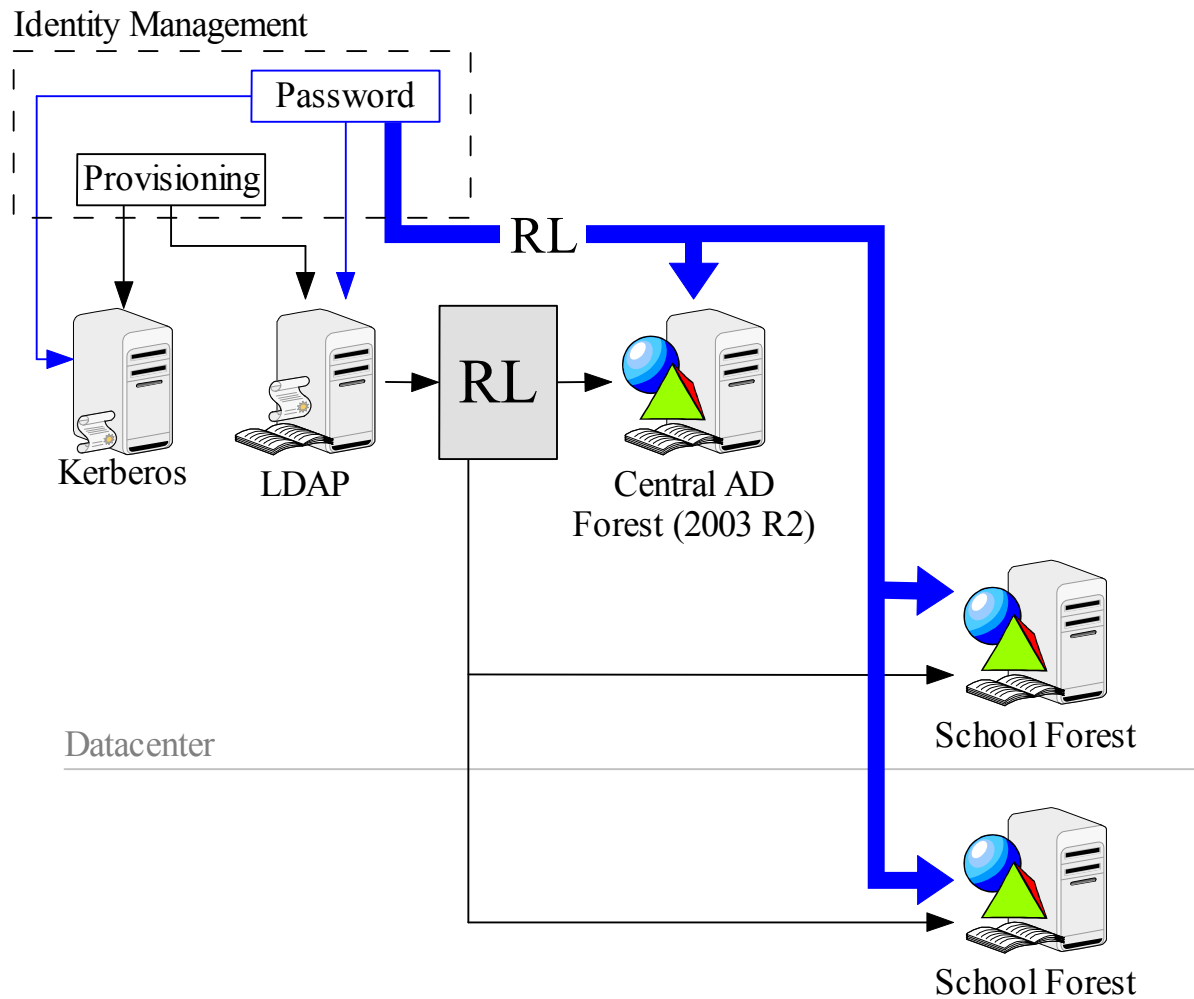 Identity Management
Password
Provisioning
RL
RL
Kerberos
LDAP
Central AD
Forest (2003 R2)
School Forest
Datacenter
School Forest